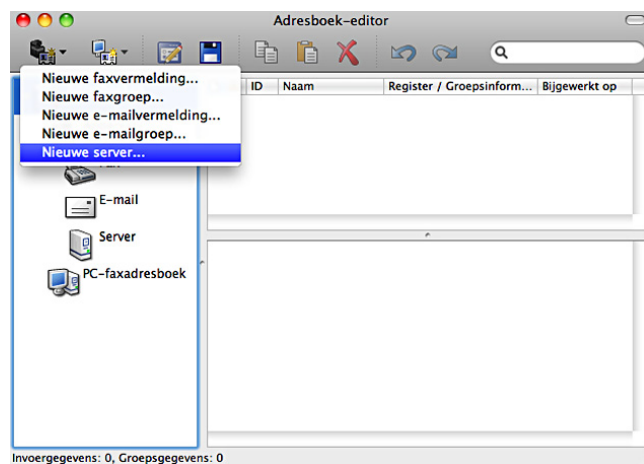 Adresboek-editor
Nieuwe faxvermelding...
Nieuwe faxgroep...
Nieuwe e-mailvermelding...
Nieuwe e-mailgroep...
Nieuwe server...
ID Naam Register / Groepsinform... Bijgewerkt op
E-mail
Server
PC-faxadresboek
Invoergegevens: 0, Groepsgegevens: 0